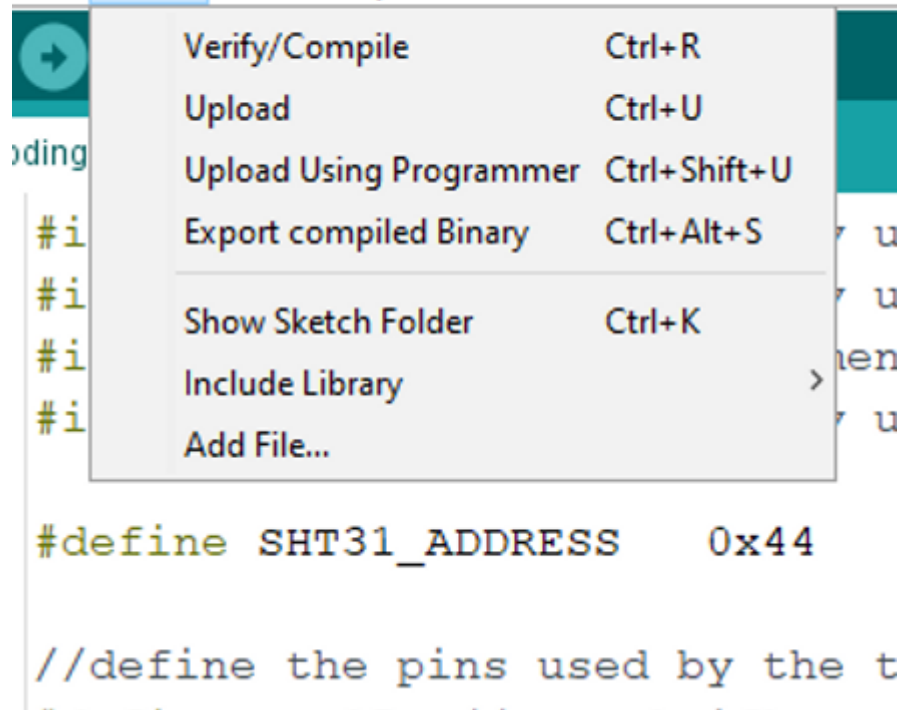 Verify/Compile Ctrl+R
Upload Ctrl+U
Upload Using Programmer Ctrl+Shift+U
Export compiled Binary Ctrl+Alt+S
Show Sketch Folder Ctrl+K
Include Library >
Add File...
#i
#i
#i
#i
#define SHT31_ADDRESS 0x44
//define the pins used by the t